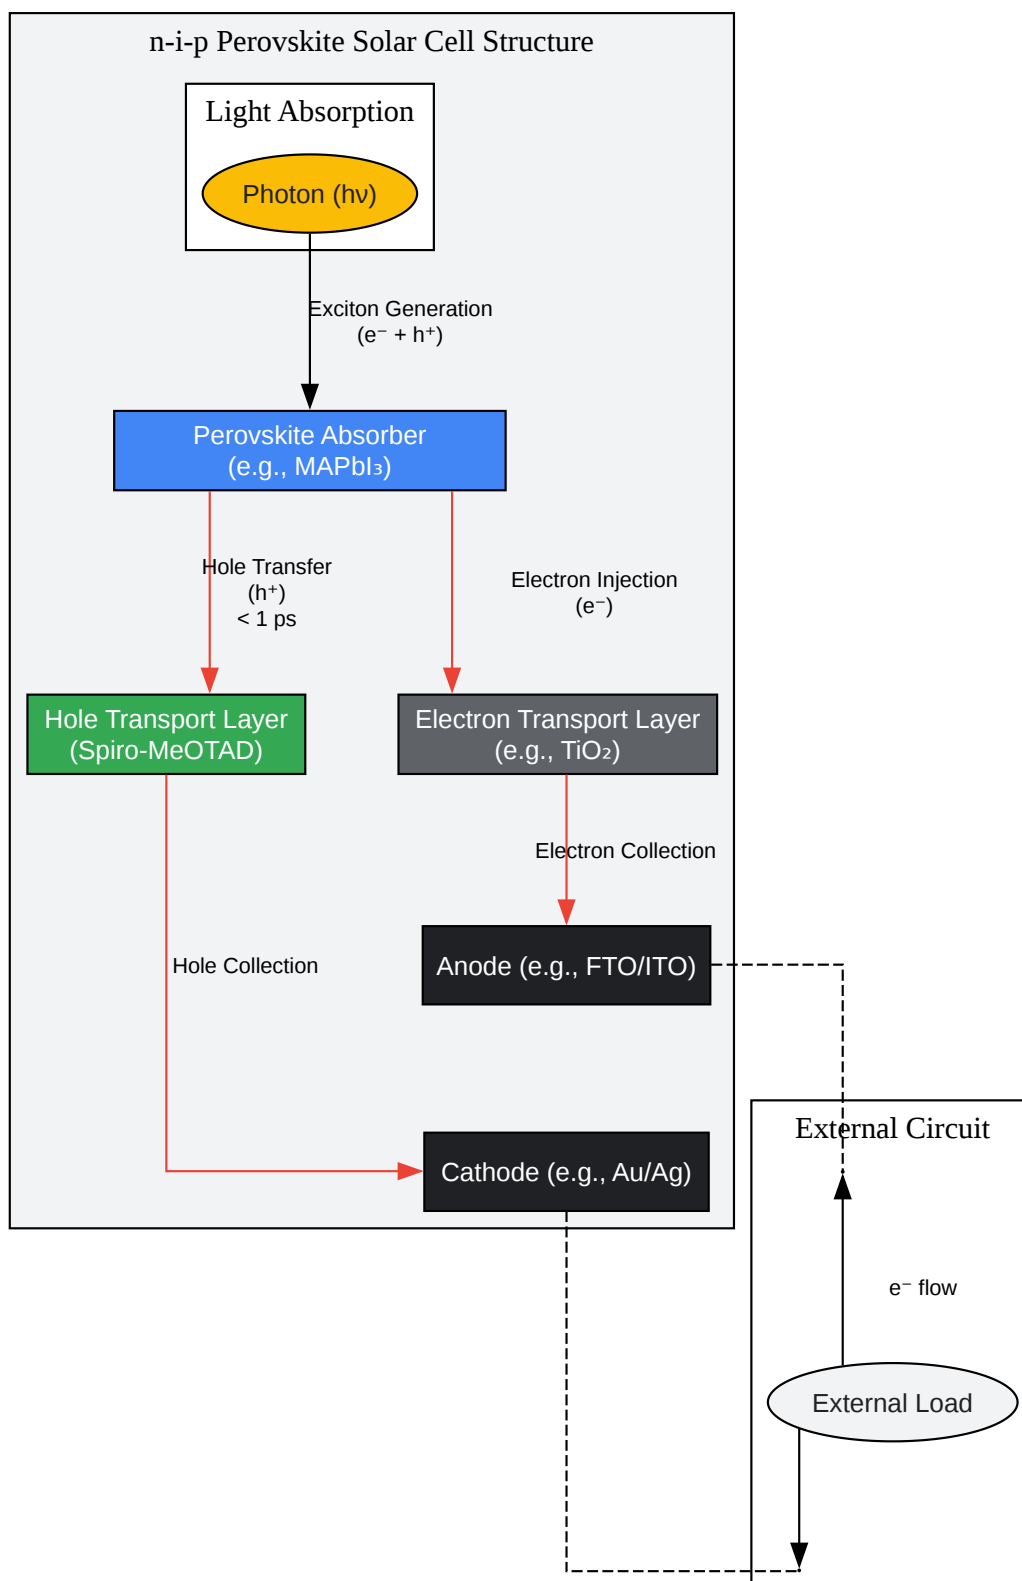 n-i-p Perovskite Solar Cell Structure
Light Absorption
Photon (hν)
Exciton Generation
(e⁻ + h⁺)
Perovskite Absorber
(e.g., MAPbI₃)
Hole Transfer
(h⁺)
< 1 ps
Electron Injection
(e⁻)
Hole Transport Layer
(Spiro-MeOTAD)
Electron Transport Layer
(e.g., TiO₂)
Electron Collection
Hole Collection
Anode (e.g., FTO/ITO)
External Circuit
Cathode (e.g., Au/Ag)
e⁻ flow
External Load